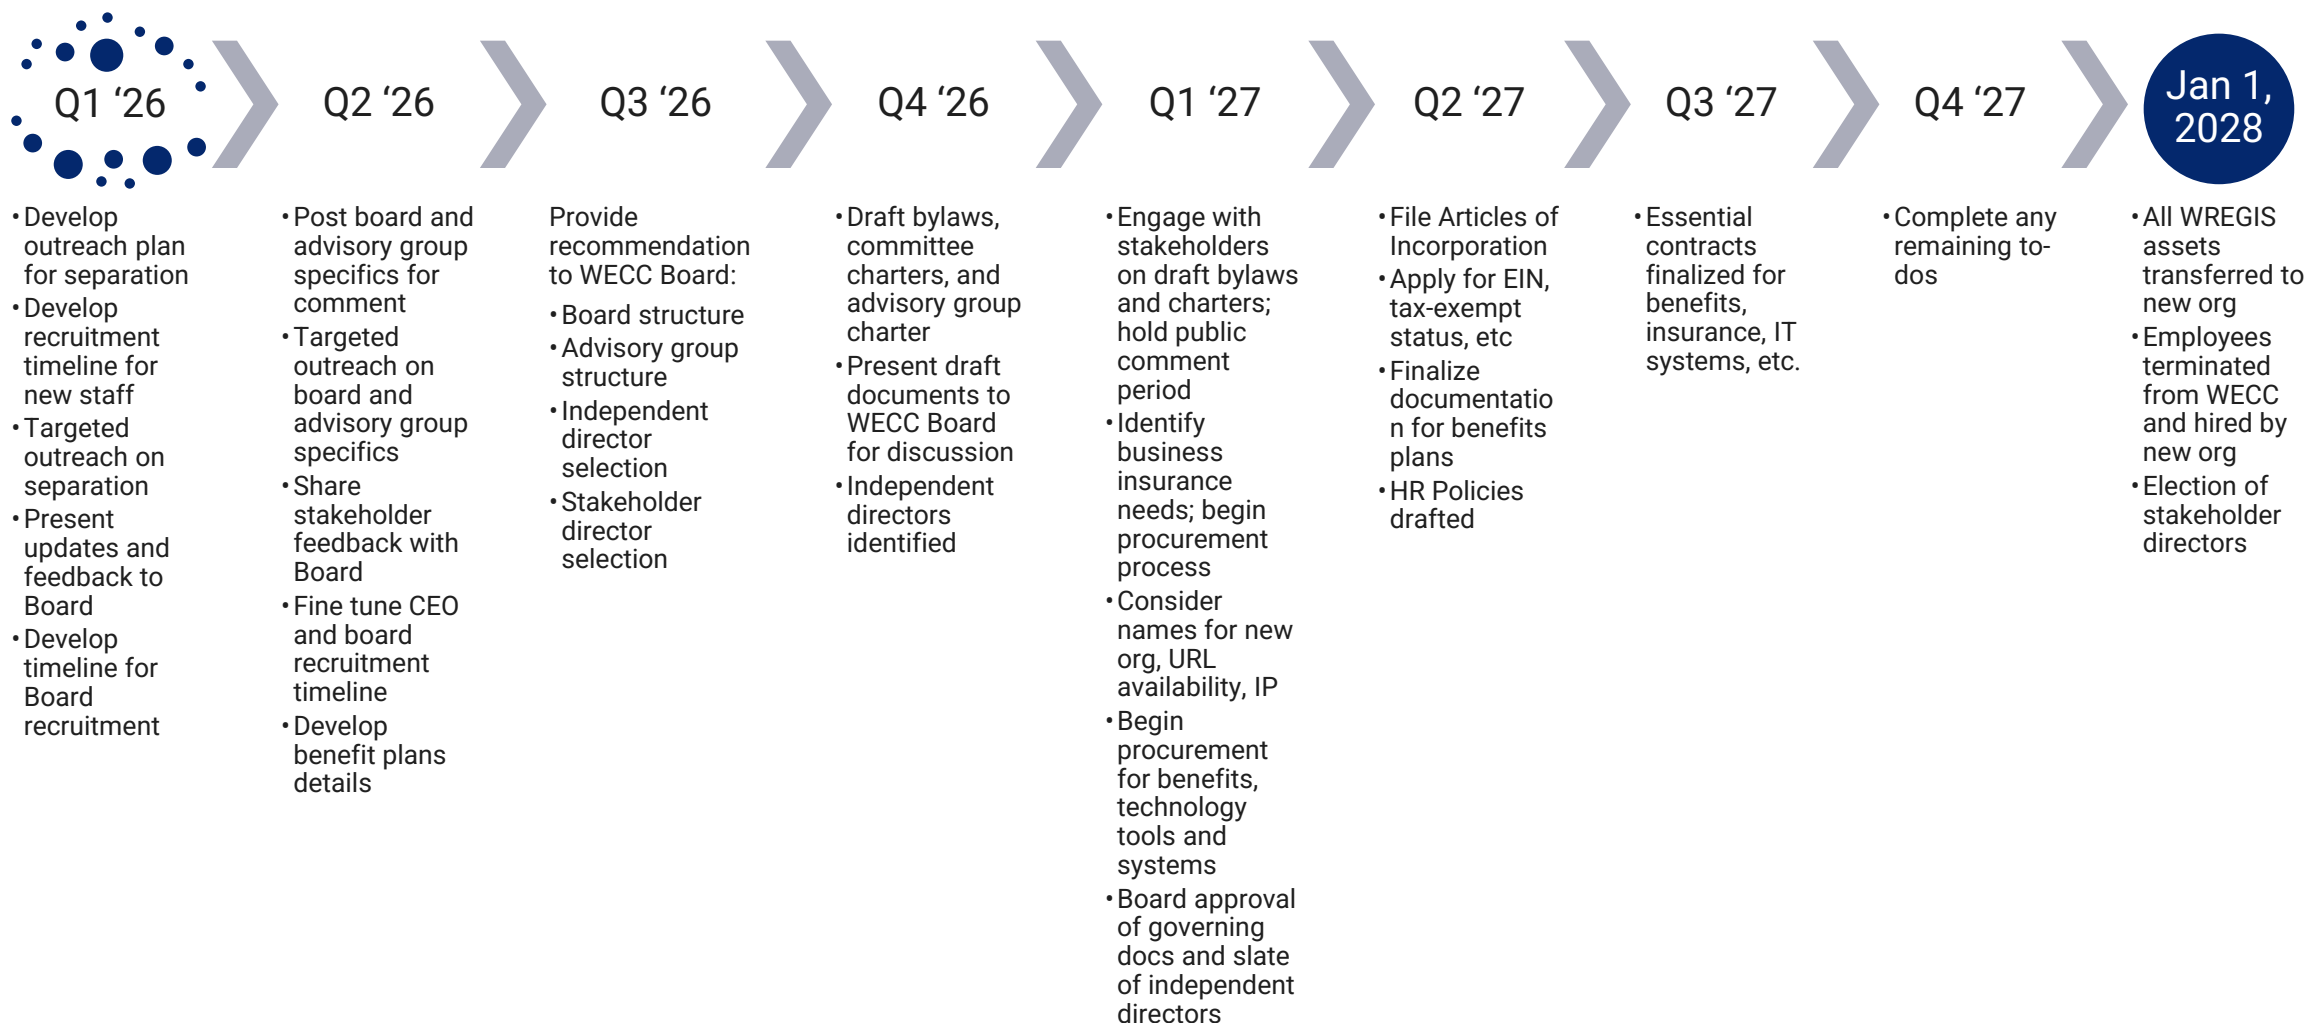 Q1 ‘26
Q2 ‘26
Q3 ‘26
Q4 ‘26
Q1 ‘27
Q2 ‘27
Q3 ‘27
Q4 ‘27
Jan 1,
2028
•Develop
outreach plan
for separation
•Develop
recruitment
timeline for
new staff
•Targeted
outreach on
separation
•Present
updates and
feedback to
Board
•Develop
timeline for
Board
recruitment
•Post board and
advisory group
specifics for
comment
•Targeted
outreach on
board and
advisory group
specifics
•Share
stakeholder
feedback with
Board
•Fine tune CEO
and board
recruitment
timeline
•Develop
benefit plans
details
Provide
recommendation
to WECC Board:
•Board structure
•Advisory group
structure
•Independent
director
selection
•Stakeholder
director
selection
•Draft bylaws,
committee
charters, and
advisory group
charter
•Present draft
documents to
WECC Board
for discussion
•Independent
directors
identified
•Engage with
stakeholders
on draft bylaws
and charters;
hold public
comment
period
•Identify
business
insurance
needs; begin
procurement
process
•Consider
names for new
org, URL
availability, IP
•Begin
procurement
for benefits,
technology
tools and
systems
•Board approval
of governing
docs and slate
of independent
directors
•File Articles of
Incorporation
•Apply for EIN,
tax-exempt
status, etc
•Finalize
documentatio
n for benefits
plans
•HR Policies
drafted
•Essential
contracts
finalized for
benefits,
insurance, IT
systems, etc.
•Complete any
remaining to-
dos
•All WREGIS
assets
transferred to
new org
•Employees
terminated
from WECC
and hired by
new org
•Election of
stakeholder
directors